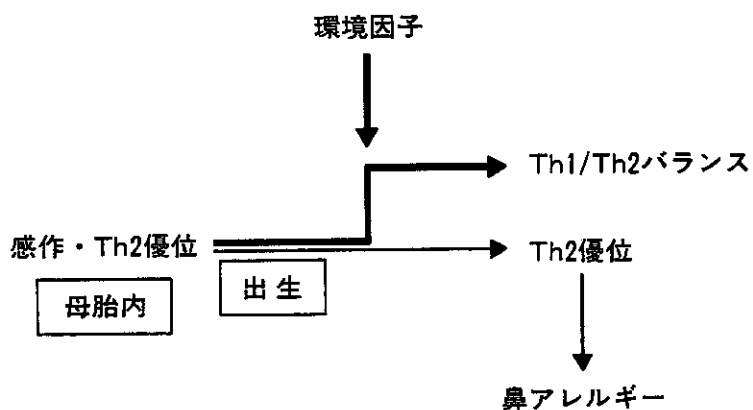 環境因子
Th1/Th2バランス
感作・Th2優位
Th2優位
母胎内
出生
鼻アレルギー